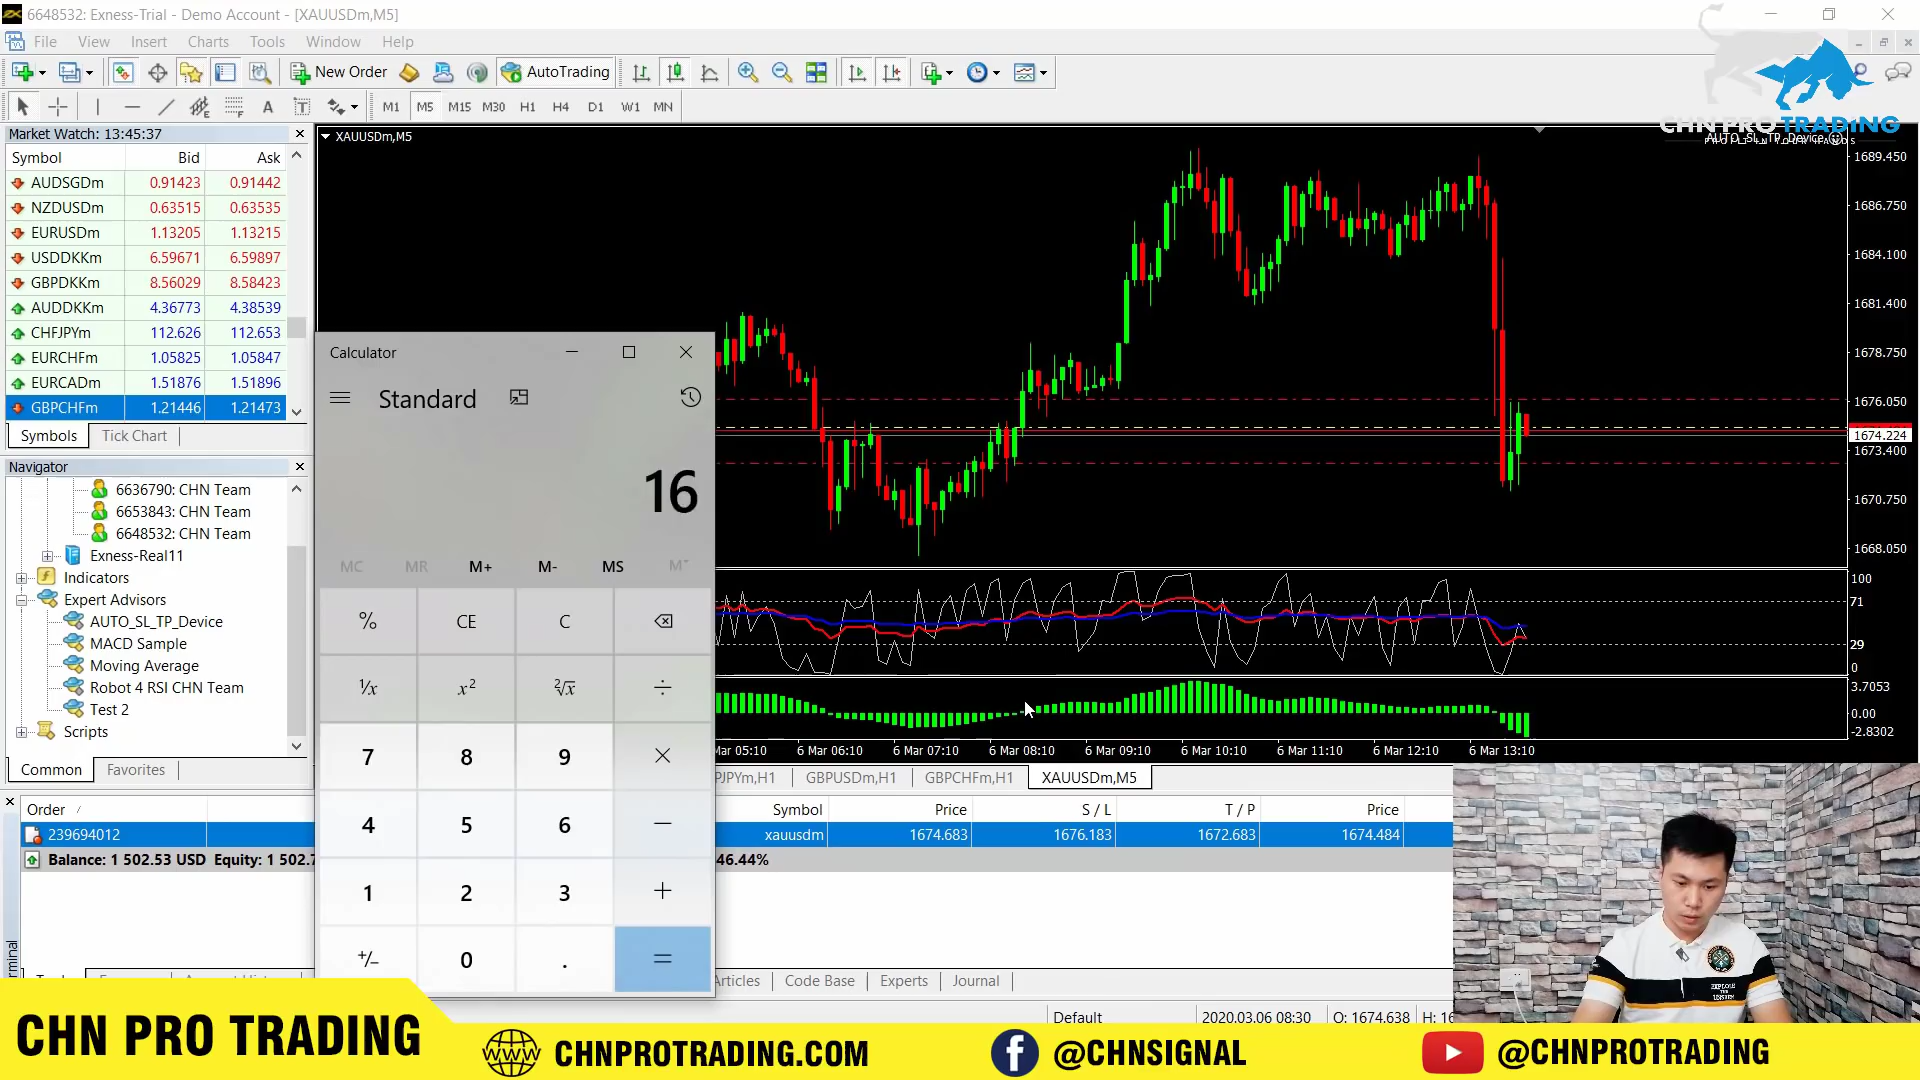 6648532: Exness-Trial - Demo Account - [XAUUSDm,M5]
File View Insert Charts Tools Window Help
New Order AutoTrading
M1 M5 M15 M30 H1 H4 D1 W1 MN
CHN PRO TRADING
AUTO_SL_TP_Device
Market Watch: 13:45:37
Symbol Bid Ask
AUDSGDm 0.91423 0.91442
NZDUSDm 0.63515 0.63535
EURUSDm 1.13205 1.13215
USDDKKm 6.59671 6.59897
GBPDKKm 8.56029 8.58423
AUDDKKm 4.36773 4.38539
CHFJPYm 112.626 112.653
EURCHFm 1.05825 1.05847
EURCADm 1.51876 1.51896
GBPCHFm 1.21446 1.21473
Symbols Tick Chart
Navigator
6636790: CHN Team
6653843: CHN Team
6648532: CHN Team
Exness-Real11
Indicators
Expert Advisors
AUTO_SL_TP_Device
MACD Sample
Moving Average
Robot 4 RSI CHN Team
Test 2
Scripts
Common Favorites
XAUUSDm,M5
1689.450
1686.750
1684.100
1681.400
1678.750
1676.050
1674.224
1673.400
1670.750
1668.050
100
71
29
0
3.7053
0.00
-2.8302
Mar 05:10 6 Mar 06:10 6 Mar 07:10 6 Mar 08:10 6 Mar 09:10 6 Mar 10:10 6 Mar 11:10 6 Mar 12:10 6 Mar 13:10
PJPYm,H1 GBPUSDm,H1 GBPCHFm,H1 XAUUSDm,M5
Calculator
Standard
16
MC MR M+ M- MS M
% CE C
¹/x x² ²√x ÷
7 8 9 ×
4 5 6 −
1 2 3 +
+/- 0 . =
Order Symbol Price S / L T / P Price
239694012 xauusdm 1674.683 1676.183 1672.683 1674.484
Balance: 1 502.53 USD Equity: 1 502.7 46.44%
Articles Code Base Experts Journal
Default 2020.03.06 08:30 O: 1674.638 H: 16
CHN PRO TRADING
WWW CHNPROTRADING.COM
@CHNSIGNAL
@CHNPROTRADING